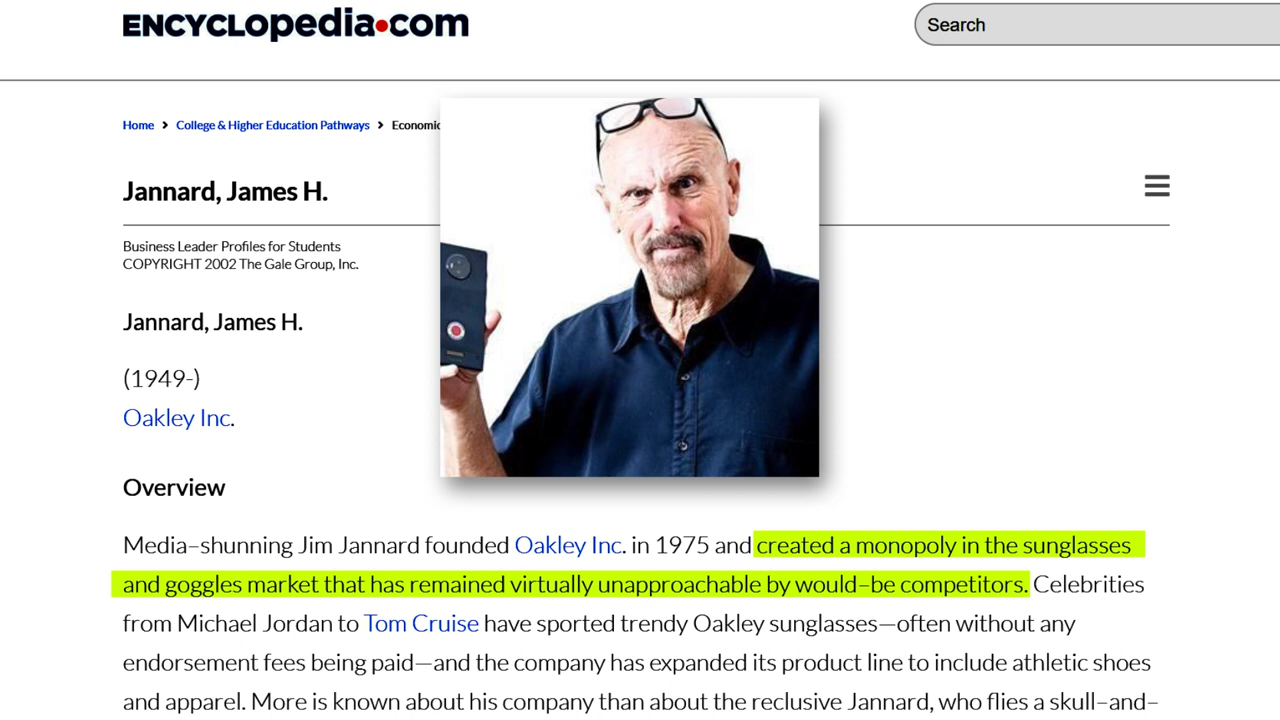 ENCYCLOpedia.com
Search
Home > College & Higher Education Pathways > Economic
Jannard, James H.
Business Leader Profiles for Students
COPYRIGHT 2002 The Gale Group, Inc.
Jannard, James H.
(1949-)
Oakley Inc.
Overview
Media–shunning Jim Jannard founded Oakley Inc. in 1975 and created a monopoly in the sunglasses
and goggles market that has remained virtually unapproachable by would–be competitors. Celebrities
from Michael Jordan to Tom Cruise have sported trendy Oakley sunglasses—often without any
endorsement fees being paid—and the company has expanded its product line to include athletic shoes
and apparel. More is known about his company than about the reclusive Jannard, who flies a skull–and–